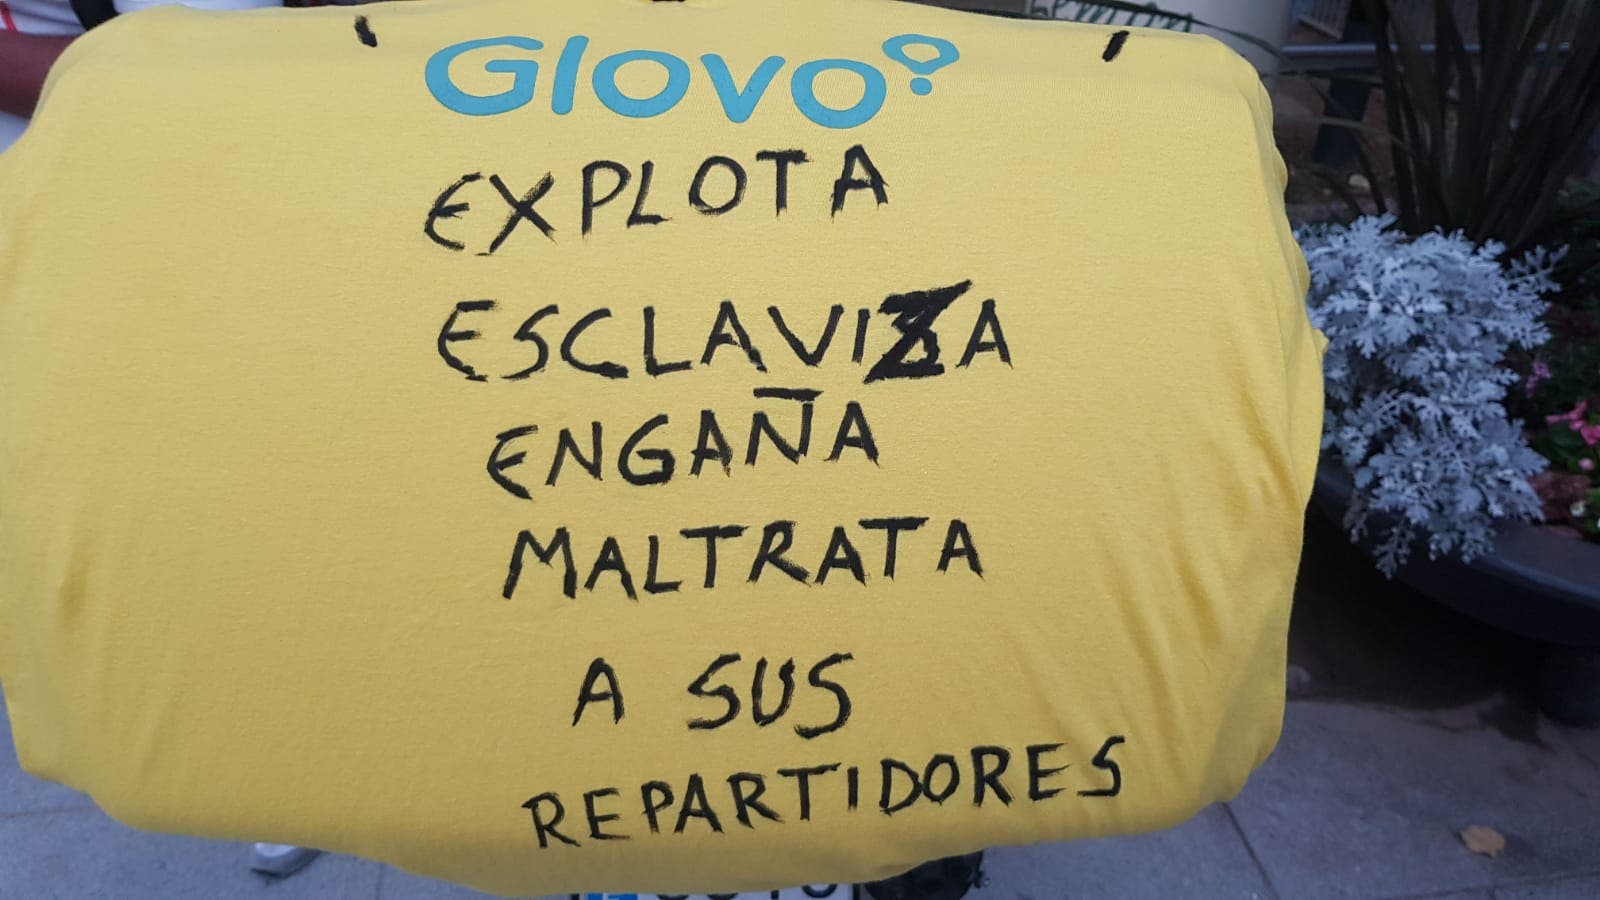 GLOVO
EXPLOTA
ESCLAVIZA
ENGAÑA
MALTRATA
A SUS
REPARTIDORES